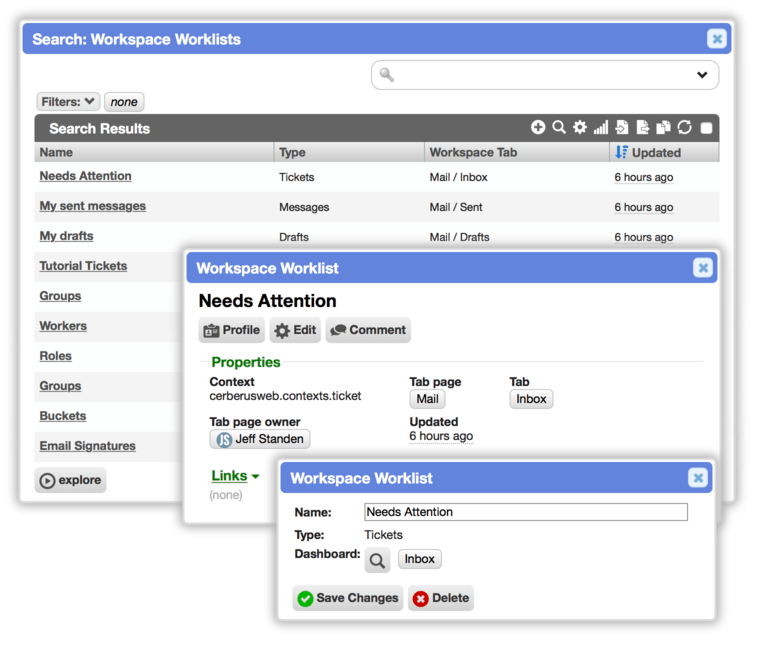 Search: Workspace Worklists
Filters: none
Search Results
Name Type Workspace Tab Updated
Needs Attention Tickets Mail / Inbox 6 hours ago
My sent messages Messages Mail / Sent 6 hours ago
My drafts Drafts Mail / Drafts 6 hours ago
Tutorial Tickets
Groups
Workers
Roles
Groups
Buckets
Email Signatures
explore
Workspace Worklist
Needs Attention
Profile Edit Comment
Properties
Context Tab page Tab
cerberusweb.contexts.ticket Mail Inbox
Tab page owner Updated
JS Jeff Standen 6 hours ago
Links
(none)
Workspace Worklist
Name: Needs Attention
Type: Tickets
Dashboard: Inbox
Save Changes Delete